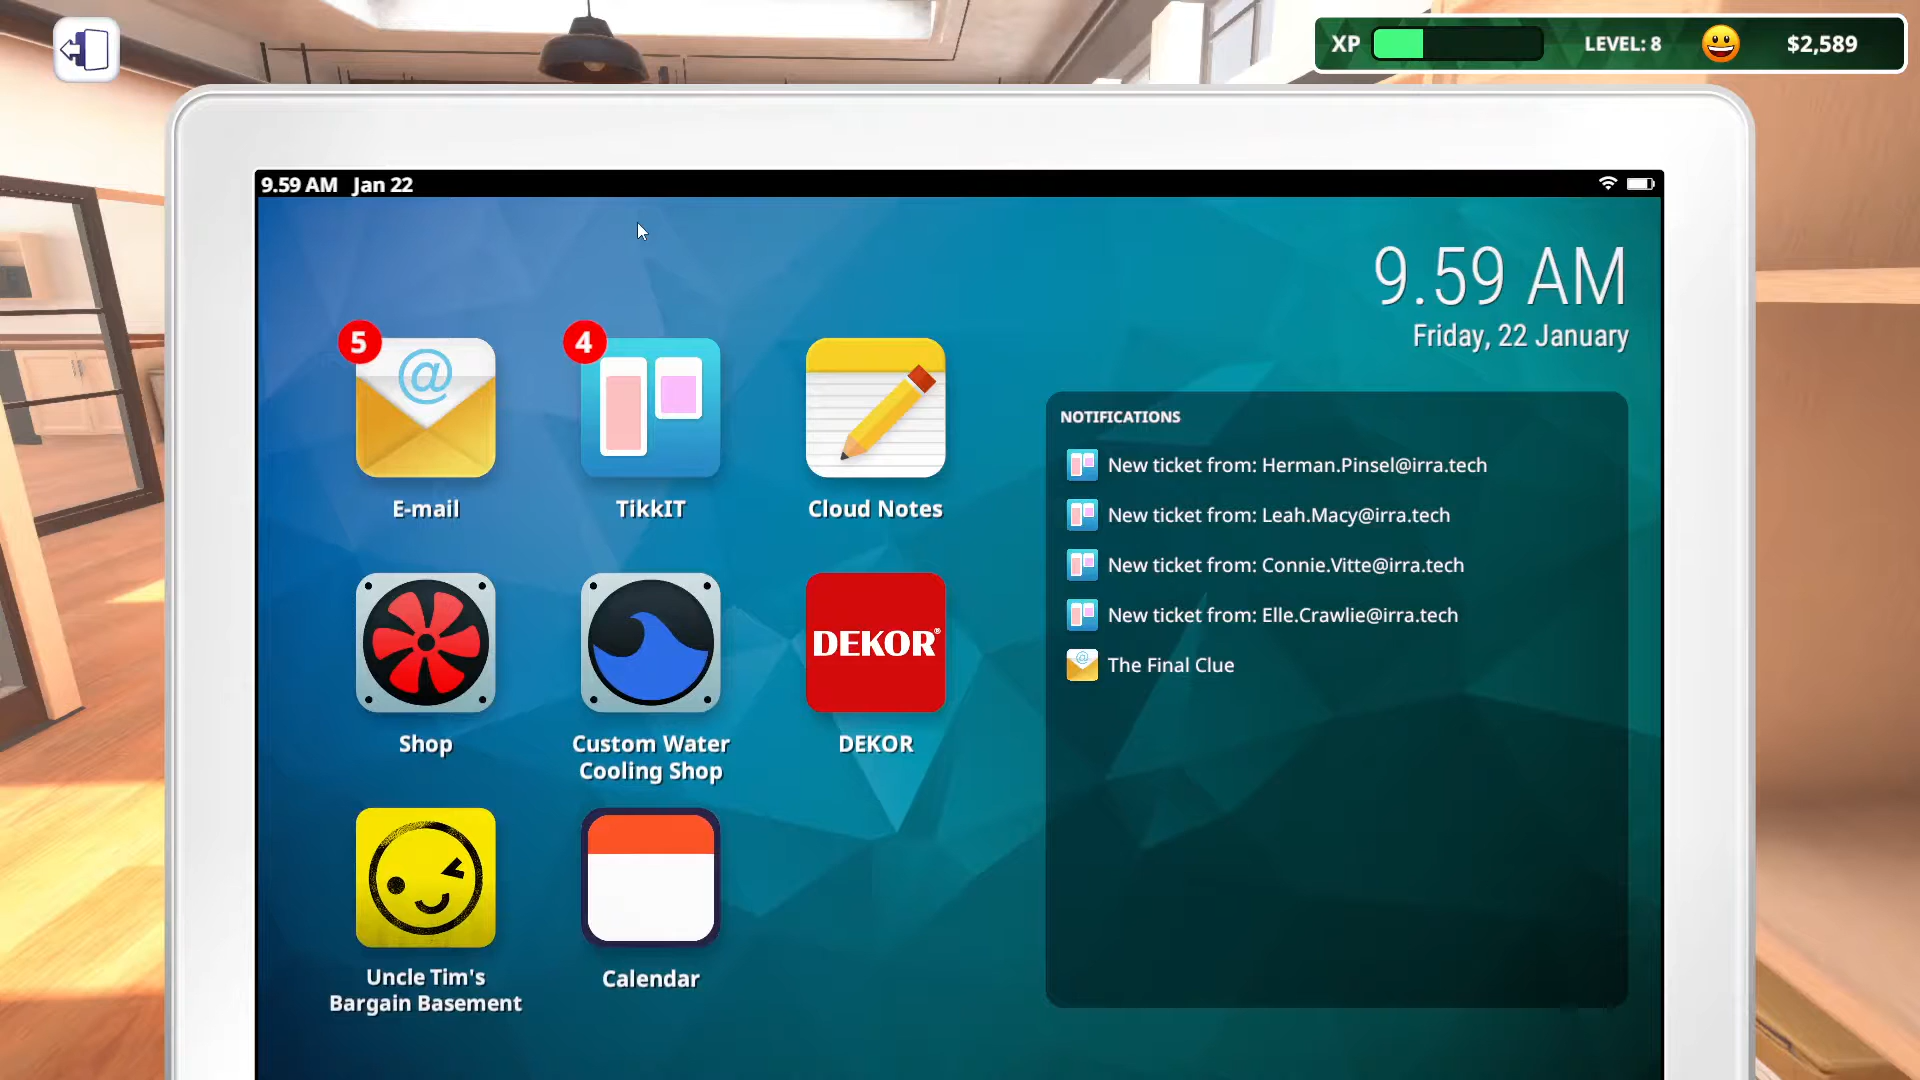 XP
LEVEL: 8
$2,589
9.59 AM Jan 22
9.59 AM
Friday, 22 January
5
4
@
E-mail
TikkIT
Cloud Notes
NOTIFICATIONS
New ticket from: Herman.Pinsel@irra.tech
New ticket from: Leah.Macy@irra.tech
New ticket from: Connie.Vitte@irra.tech
New ticket from: Elle.Crawlie@irra.tech
@
The Final Clue
DEKOR®
Shop
Custom Water
Cooling Shop
DEKOR
Uncle Tim's
Bargain Basement
Calendar